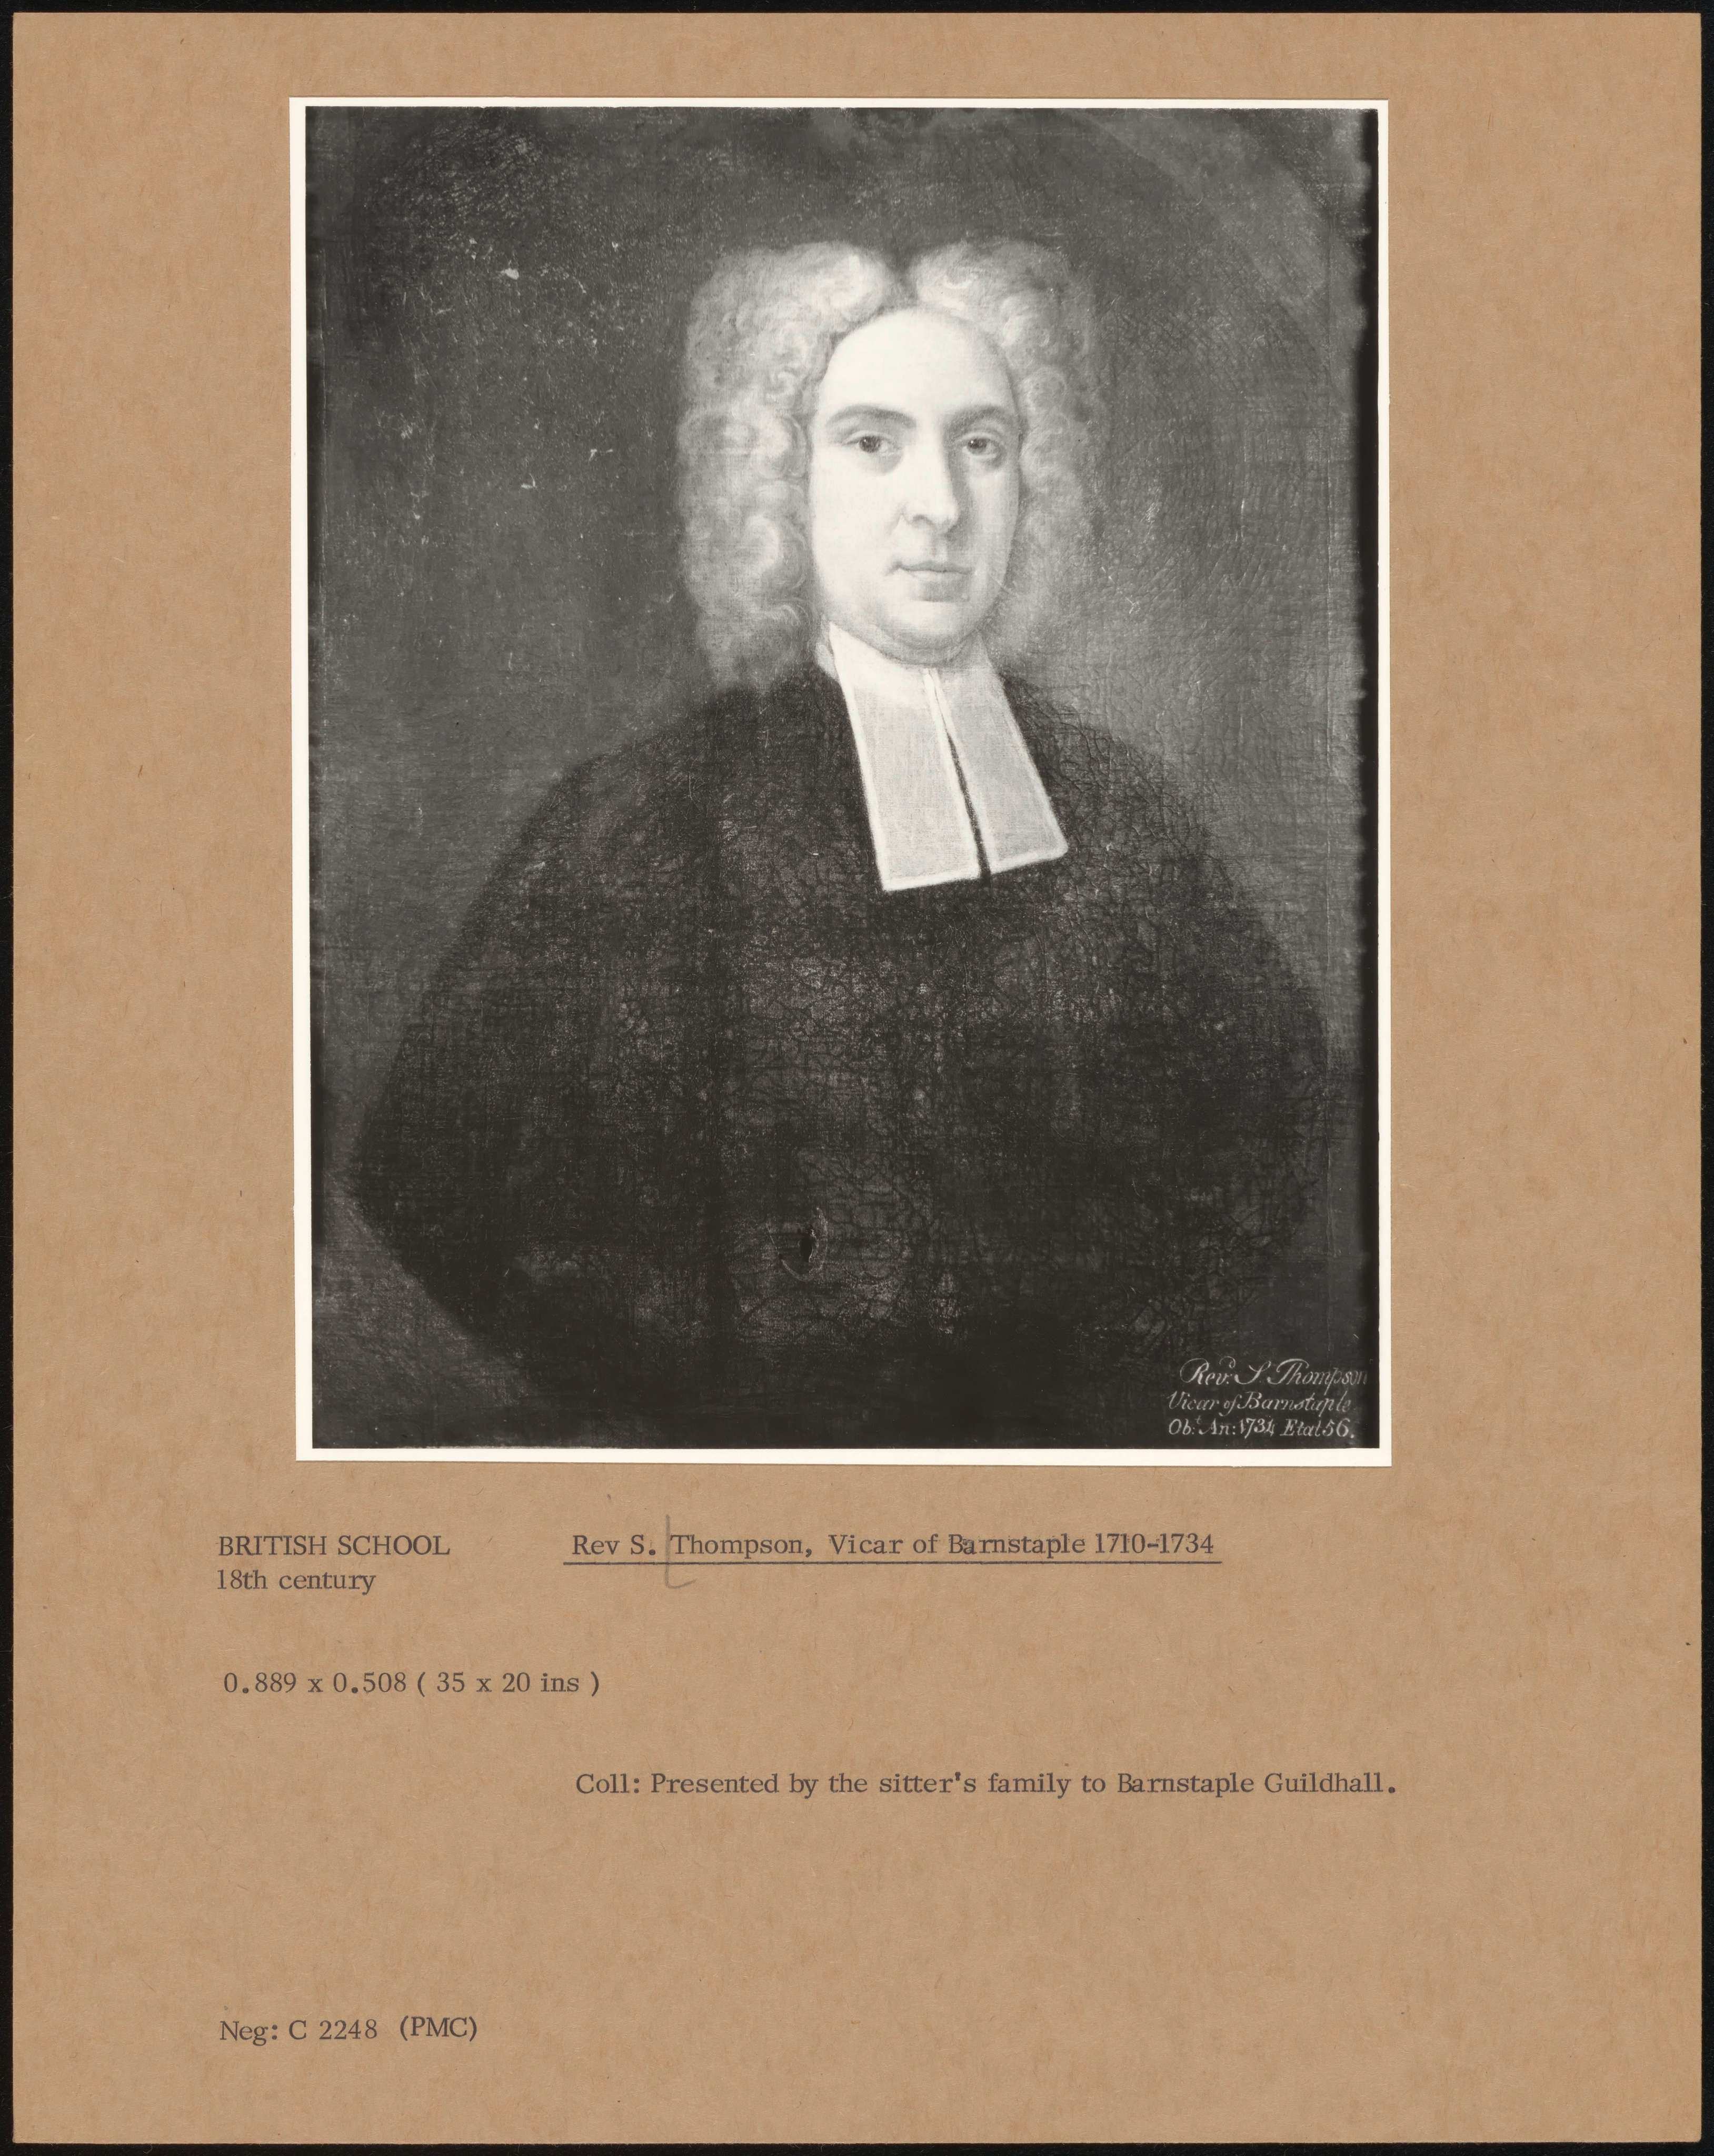 Rev.d S. Thompson
Vicar of Barnstaple
Ob.t An: 1734 Etat 56.
BRITISH SCHOOL Rev S. Thompson, Vicar of Barnstaple 1710-1734
18th century
0.889 x 0.508 ( 35 x 20 ins )
Coll: Presented by the sitter's family to Barnstaple Guildhall.
Neg: C 2248 (PMC)